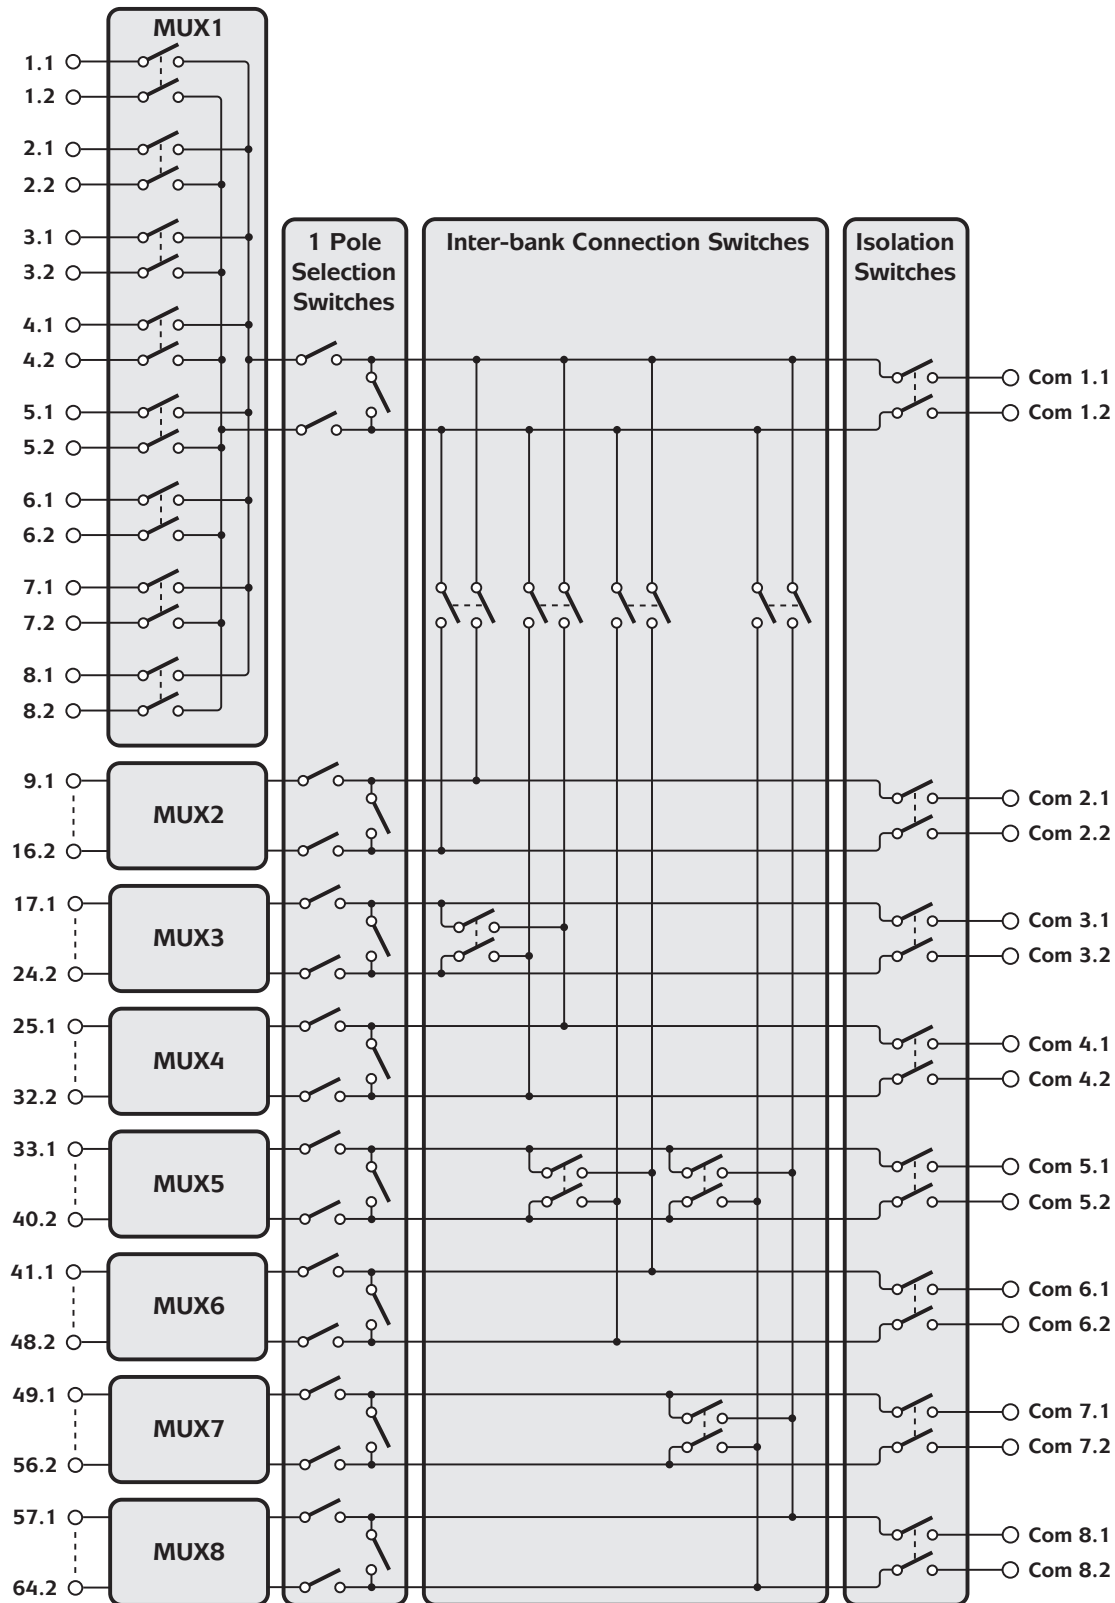 MUX1
1.1
1.2
2.1
2.2
3.1
3.2
4.1
4.2
5.1
5.2
6.1
6.2
7.1
7.2
8.1
8.2
1 Pole
Selection
Switches
Inter-bank Connection Switches
Isolation
Switches
Com 1.1
Com 1.2
9.1
16.2
MUX2
Com 2.1
Com 2.2
17.1
24.2
MUX3
Com 3.1
Com 3.2
25.1
32.2
MUX4
Com 4.1
Com 4.2
33.1
40.2
MUX5
Com 5.1
Com 5.2
41.1
48.2
MUX6
Com 6.1
Com 6.2
49.1
56.2
MUX7
Com 7.1
Com 7.2
57.1
64.2
MUX8
Com 8.1
Com 8.2